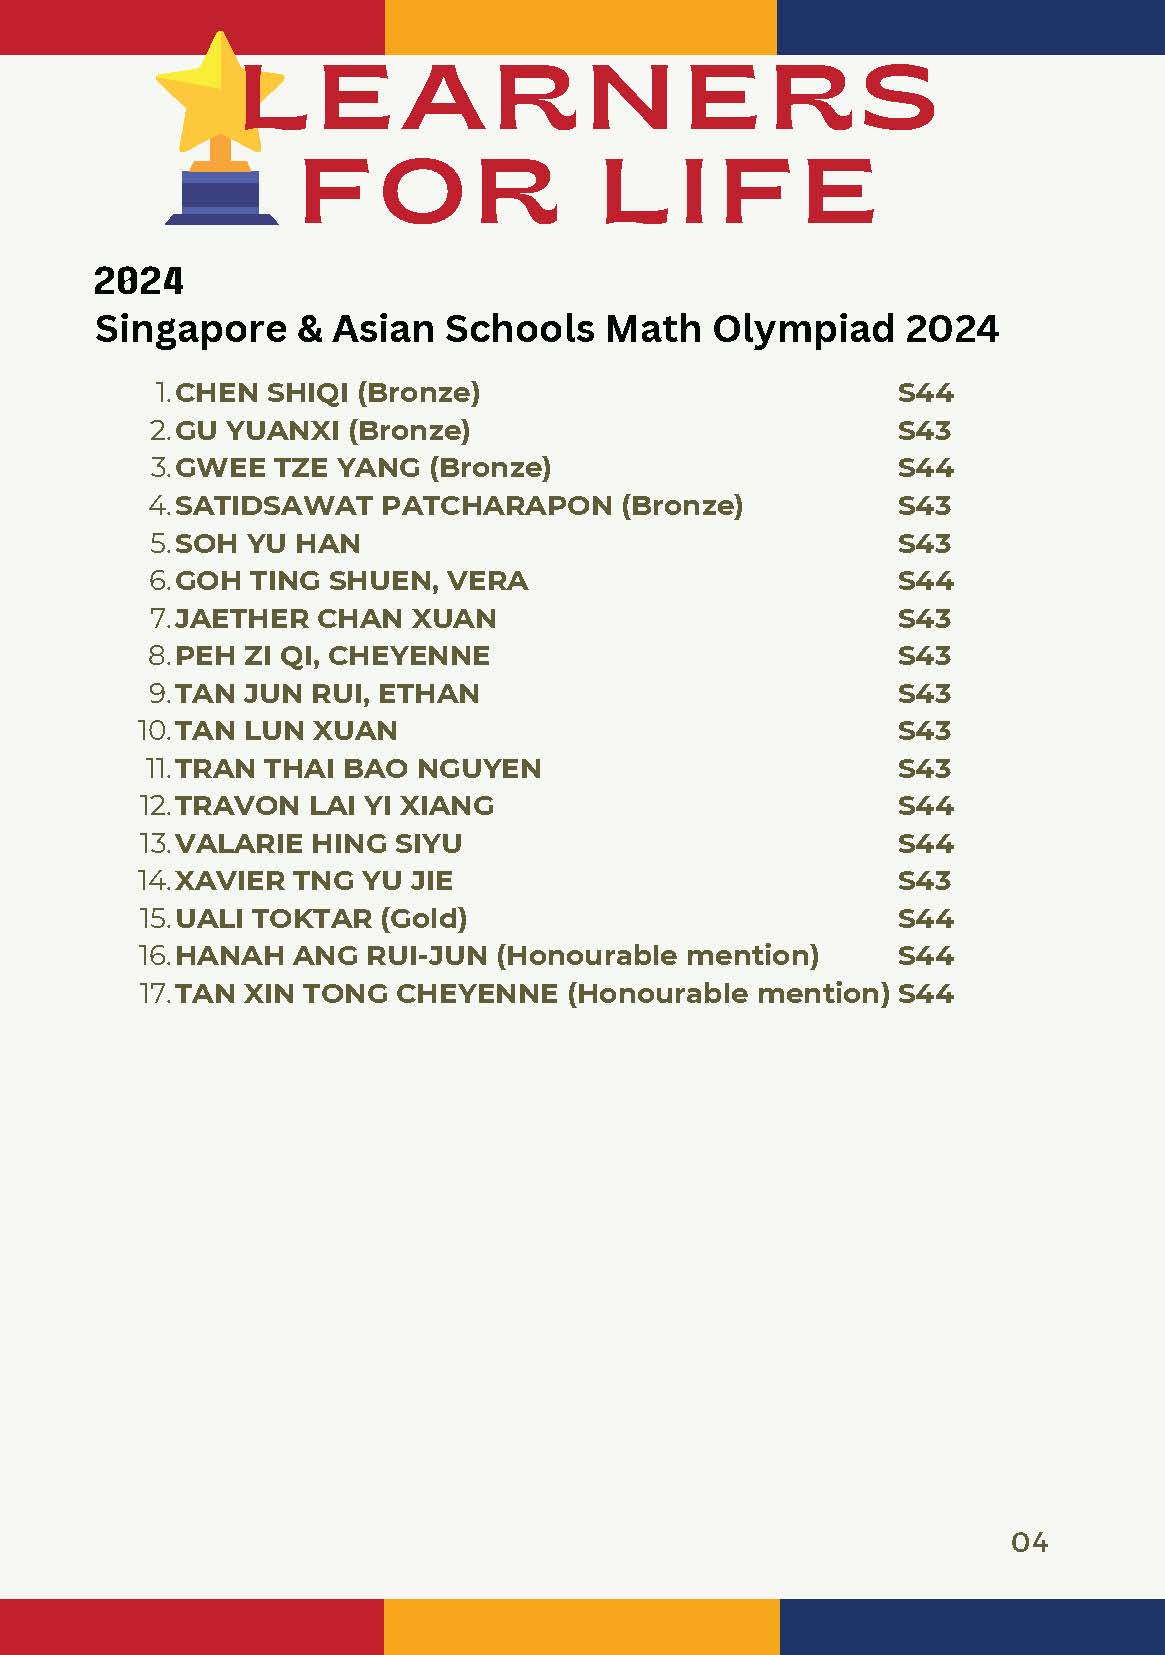 LEARNERS
FOR LIFE
2024
Singapore & Asian Schools Math Olympiad 2024
1. CHEN SHIQI (Bronze) S44
2. GU YUANXI (Bronze) S43
3. GWEE TZE YANG (Bronze) S44
4. SATIDSAWAT PATCHARAPON (Bronze) S43
5. SOH YU HAN S43
6. GOH TING SHUEN, VERA S44
7. JAETHER CHAN XUAN S43
8. PEH ZI QI, CHEYENNE S43
9. TAN JUN RUI, ETHAN S43
10. TAN LUN XUAN S43
11. TRAN THAI BAO NGUYEN S43
12. TRAVON LAI YI XIANG S44
13. VALARIE HING SIYU S44
14. XAVIER TNG YU JIE S43
15. UALI TOKTAR (Gold) S44
16. HANAH ANG RUI-JUN (Honourable mention) S44
17. TAN XIN TONG CHEYENNE (Honourable mention) S44
04